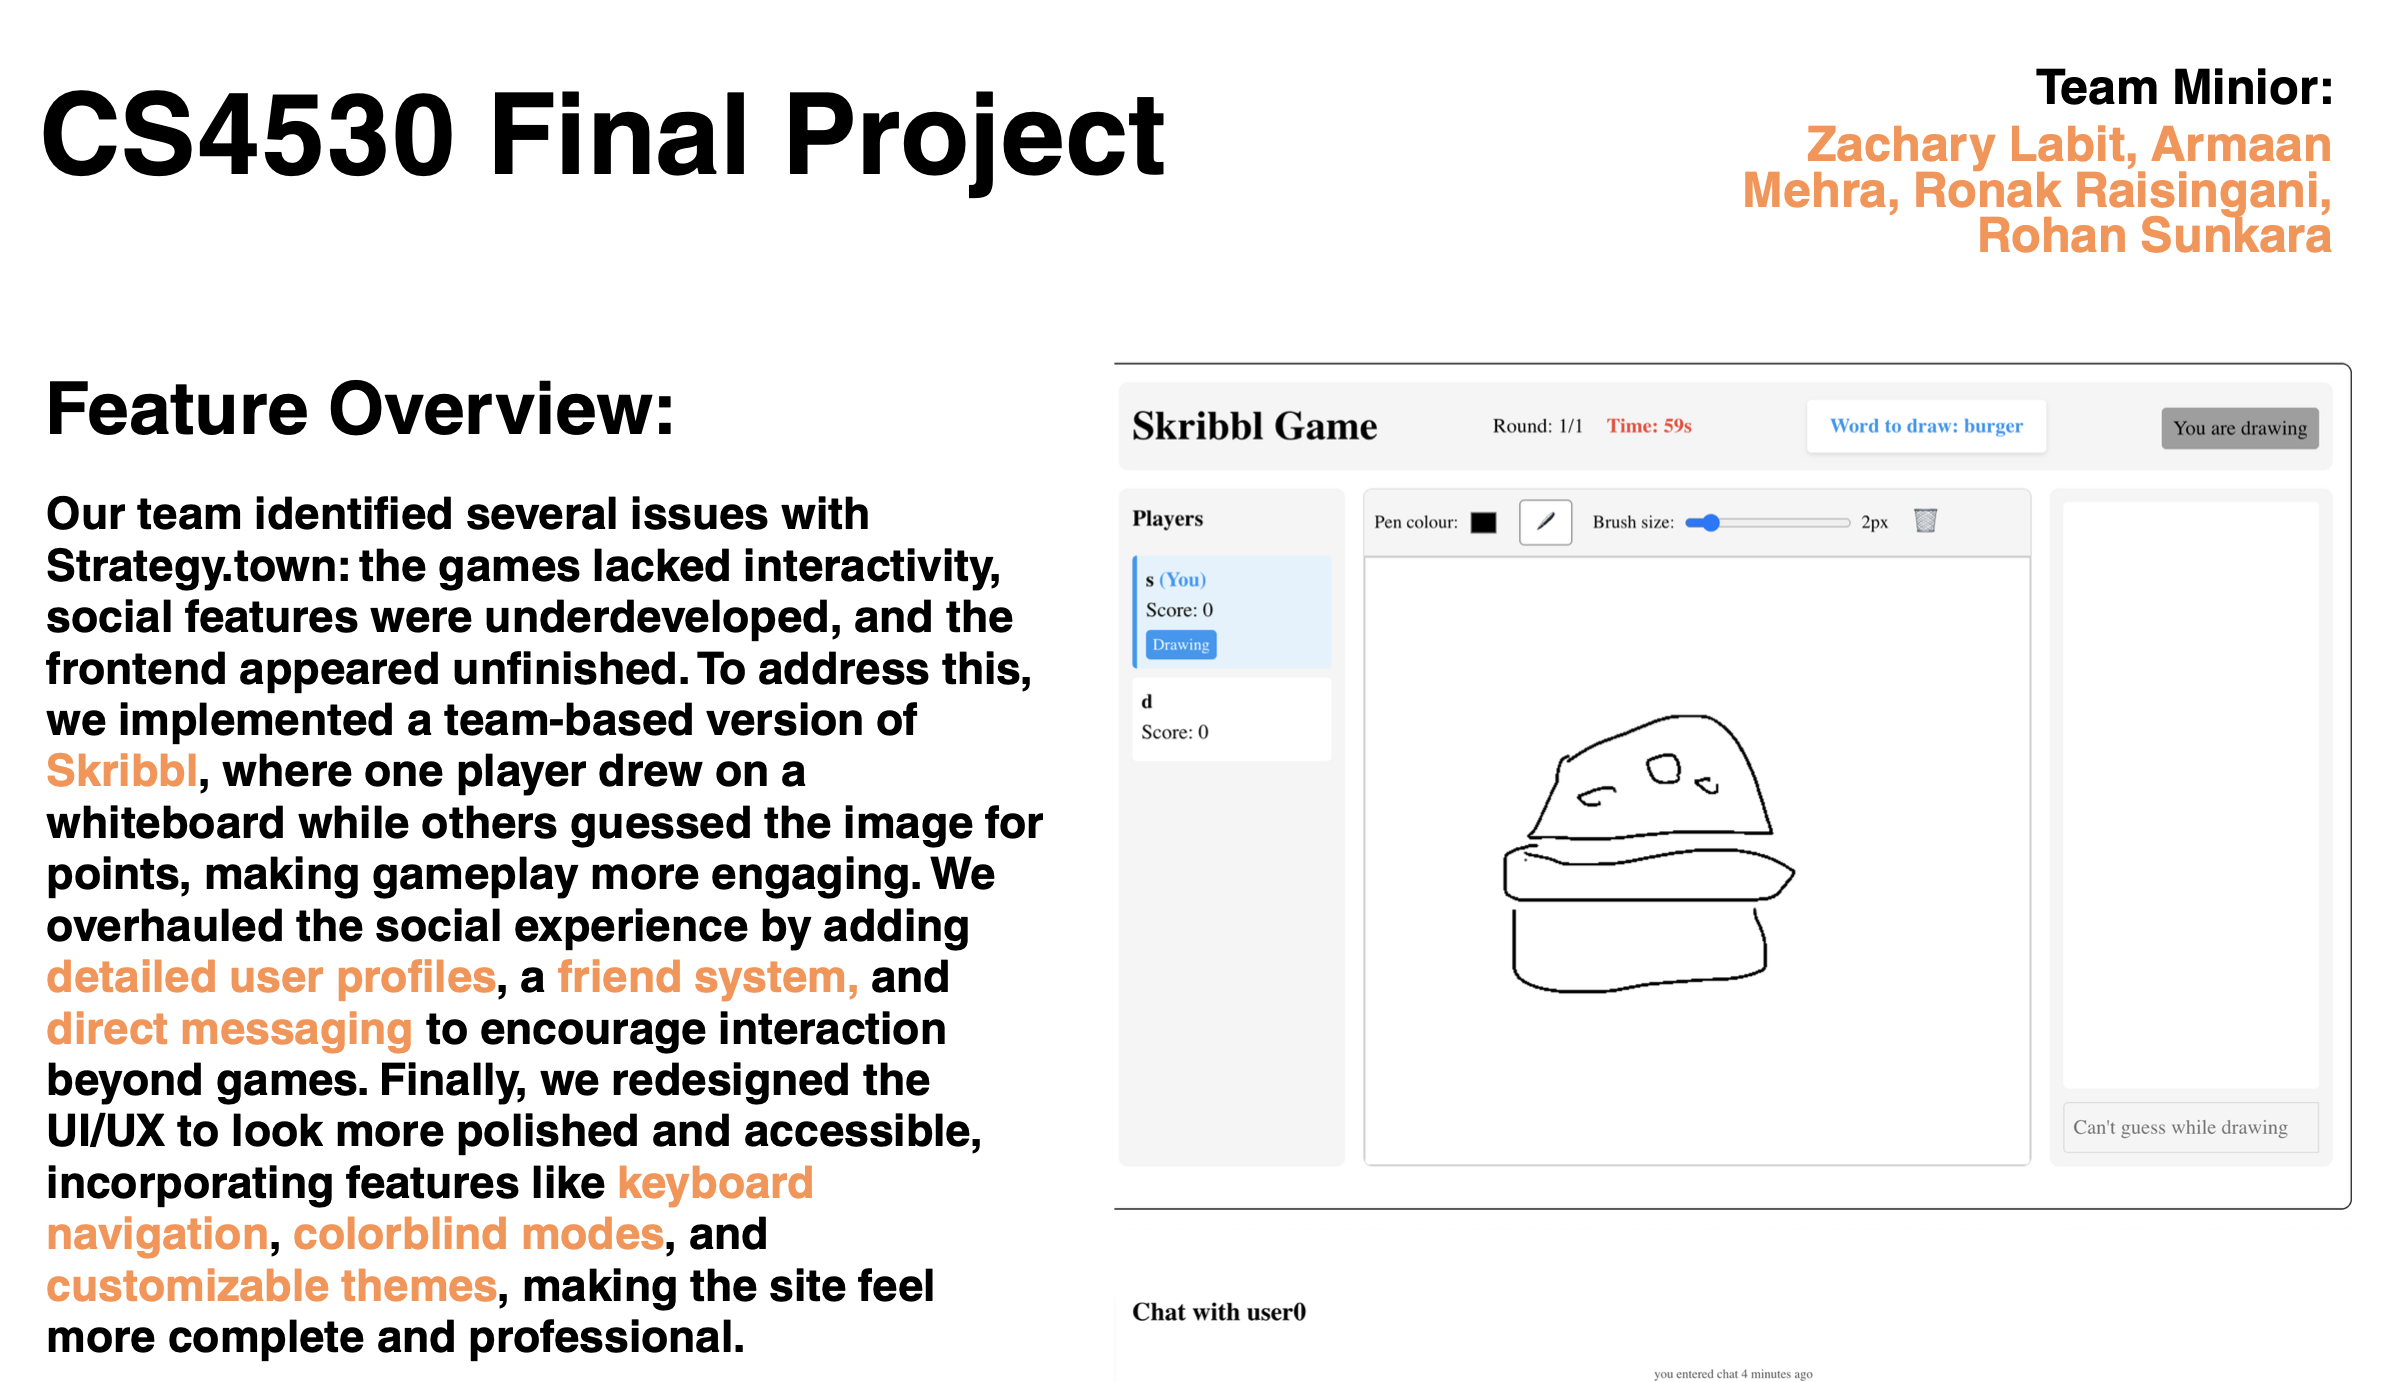 CS4530 Final Project
Team Minior:
Zachary Labit, Armaan
Mehra, Ronak Raisingani,
Rohan Sunkara
Feature Overview:
Our team identified several issues with
Strategy.town: the games lacked interactivity,
social features were underdeveloped, and the
frontend appeared unfinished. To address this,
we implemented a team-based version of
Skribbl, where one player drew on a
whiteboard while others guessed the image for
points, making gameplay more engaging. We
overhauled the social experience by adding
detailed user profiles, a friend system, and
direct messaging to encourage interaction
beyond games. Finally, we redesigned the
UI/UX to look more polished and accessible,
incorporating features like keyboard
navigation, colorblind modes, and
customizable themes, making the site feel
more complete and professional.
Skribbl Game
Round: 1/1
Time: 59s
Word to draw: burger
You are drawing
Players
s (You)
Score: 0
Drawing
d
Score: 0
Pen colour:
Brush size:
2px
Can't guess while drawing
Chat with user0
you entered chat 4 minutes ago